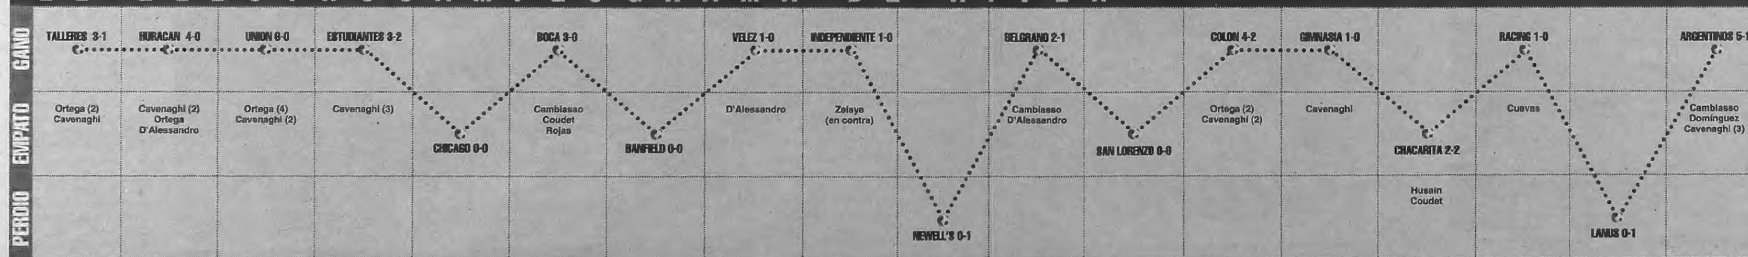 GANO
TALLERES 3-1
HURACAN 4-0
UNION 6-0
ESTUDIANTES 3-2
BOCA 3-0
VELEZ 1-0
INDEPENDIENTE 1-0
BELGRANO 2-1
COLON 4-2
GIMNASIA 1-0
RACING 1-0
ARGENTINOS 5-1
EMPATO
Ortega (2)
Cavenaghi
Cavenaghi (2)
Ortega
D'Alessandro
Ortega (4)
Cavenaghi (2)
Cavenaghi (3)
CHICAGO 0-0
Cambiasso
Coudet
Rojas
BANFIELD 0-0
D'Alessandro
Zelaye
(en contra)
Cambiasso
D'Alessandro
SAN LORENZO 0-0
Ortega (2)
Cavenaghi (2)
Cavenaghi
CHACARITA 2-2
Cuevas
Cambiasso
Domínguez
Cavenaghi (3)
PERDIO
NEWELL'S 0-1
Husain
Coudet
LANUS 0-1